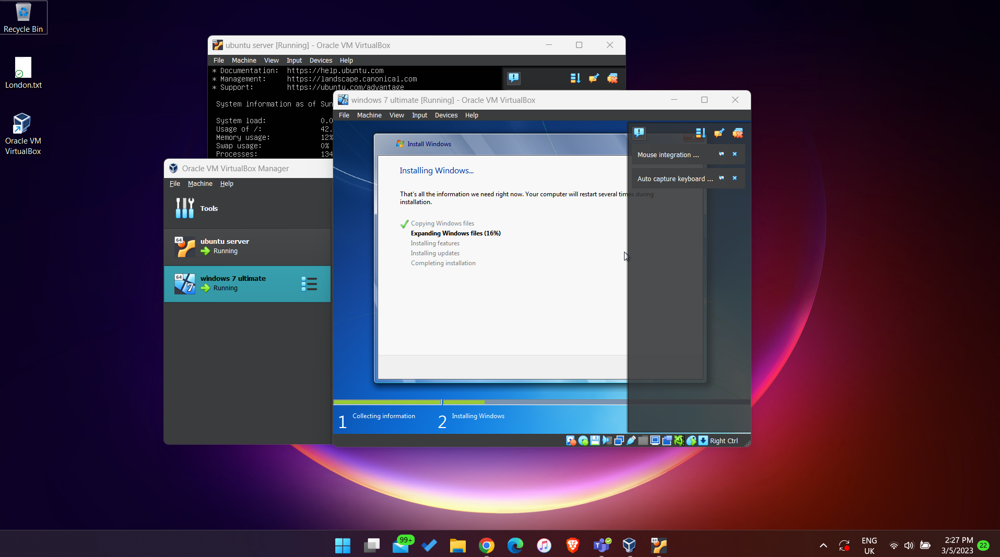 Recycle Bin
London.txt
Oracle VM
VirtualBox
ubuntu server [Running] - Oracle VM VirtualBox
File Machine View Input Devices Help
* Documentation: https://help.ubuntu.com
* Management: https://landscape.canonical.com
* Support: https://ubuntu.com/advantage
System information as of Sun
System load: 0.0
Usage of /: 42.
Memory usage: 12%
Swap usage: 0%
Processes: 134
Oracle VM VirtualBox Manager
File Machine Help
Tools
64
ubuntu server
Running
64
7
windows 7 ultimate
Running
windows 7 ultimate [Running] - Oracle VM VirtualBox
File Machine View Input Devices Help
Install Windows
Installing Windows...
That's all the information we need right now. Your computer will restart several times during
installation.
Copying Windows files
Expanding Windows files (16%)
Installing features
Installing updates
Completing installation
Mouse integration ...
Auto capture keyboard ...
1 Collecting information
2 Installing Windows
Right Ctrl
99+
64
ENG
UK
2:27 PM
3/5/2023
22